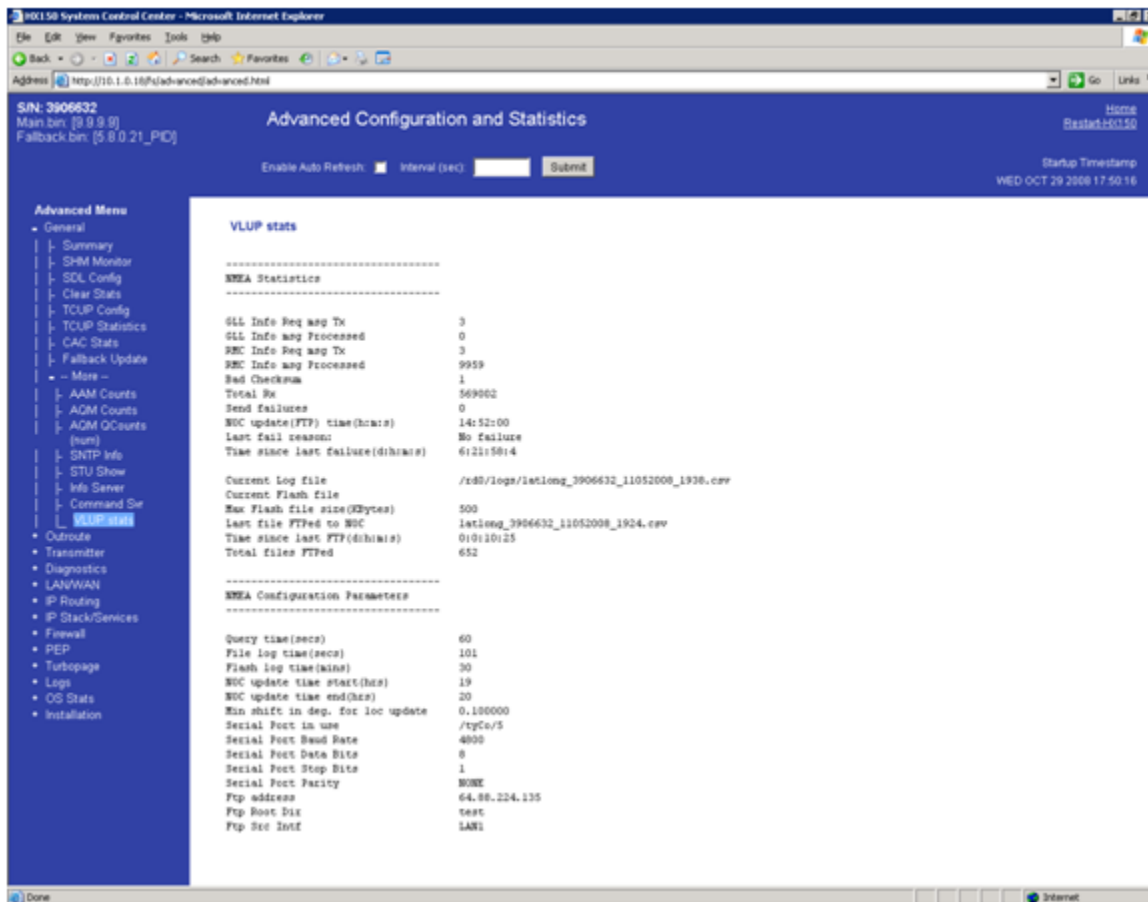 HX150 System Control Center - Microsoft Internet Explorer
File Edit View Favorites Tools Help
Back Search Favorites
Address http://10.1.0.18/fs/advanced/advanced.html Go Links
S/N: 3906632
Main.bin: [9.9.9.9]
Fallback.bin: [5.8.0.21_PID]
Advanced Configuration and Statistics
Home
Restart-HX150
Enable Auto Refresh: Interval (sec): Submit
Startup Timestamp
WED OCT 29 2008 17:50:16
Advanced Menu
General
Summary
SHM Monitor
SDL Config
Clear Stats
TCUP Config
TCUP Statistics
CAC Stats
Fallback Update
-- More --
AAM Counts
AQM Counts
AQM QCounts
(num)
SNTP Info
STU Show
Info Server
Command Svr
VLUP stats
Outroute
Transmitter
Diagnostics
LAN/WAN
IP Routing
IP Stack/Services
Firewall
PEP
Turbopage
Logs
OS Stats
Installation
VLUP stats
----------------------------------
NMEA Statistics
----------------------------------
GLL Info Req msg Tx 3
GLL Info msg Processed 0
RMC Info Req msg Tx 3
RMC Info msg Processed 9959
Bad Checksum 1
Total Rx 569002
Send failures 0
NOC update(FTP) time(h:m:s) 14:52:00
Last fail reason: No failure
Time since last failure(d:h:m:s) 6:21:58:4
Current Log file /rd0/logs/latlong_3906632_11052008_1938.csv
Current Flash file
Max Flash file size(KBytes) 500
Last file FTPed to NOC latlong_3906632_11052008_1924.csv
Time since last FTP(d:h:m:s) 0:0:10:25
Total files FTPed 652
----------------------------------
NMEA Configuration Parameters
----------------------------------
Query time(secs) 60
File log time(secs) 101
Flash log time(mins) 30
NOC update time start(hrs) 19
NOC update time end(hrs) 20
Min shift in deg. for loc update 0.100000
Serial Port in use /tyCo/5
Serial Port Baud Rate 4800
Serial Port Data Bits 8
Serial Port Stop Bits 1
Serial Port Parity NONE
Ftp address 64.88.224.135
Ftp Root Dir test
Ftp Src Intf LAN1
Done Internet